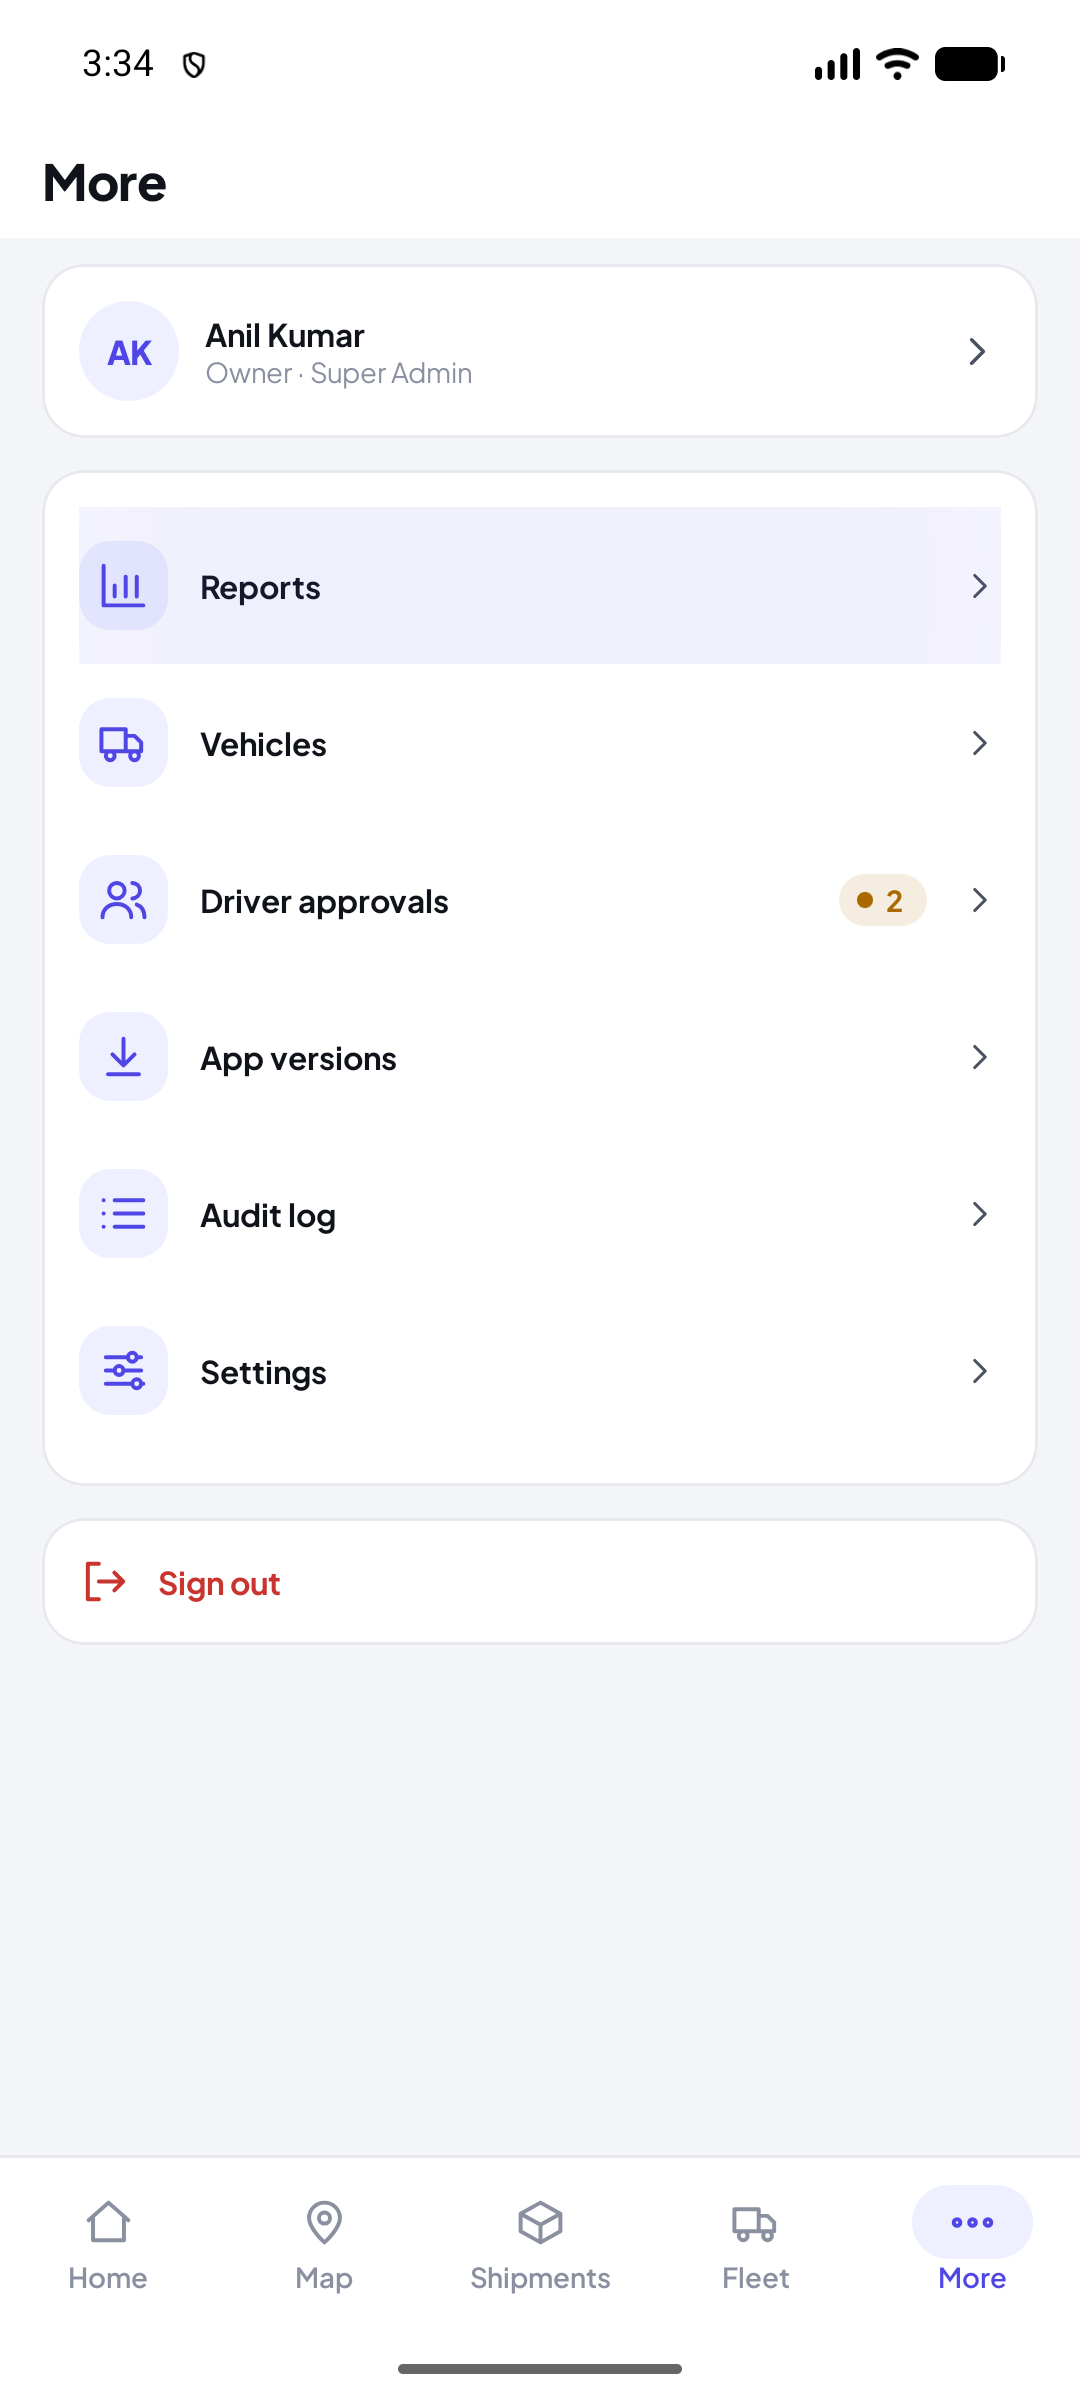 3:34
More
AK
Anil Kumar
Owner · Super Admin
Reports
Vehicles
Driver approvals
2
App versions
Audit log
Settings
Sign out
Home
Map
Shipments
Fleet
More